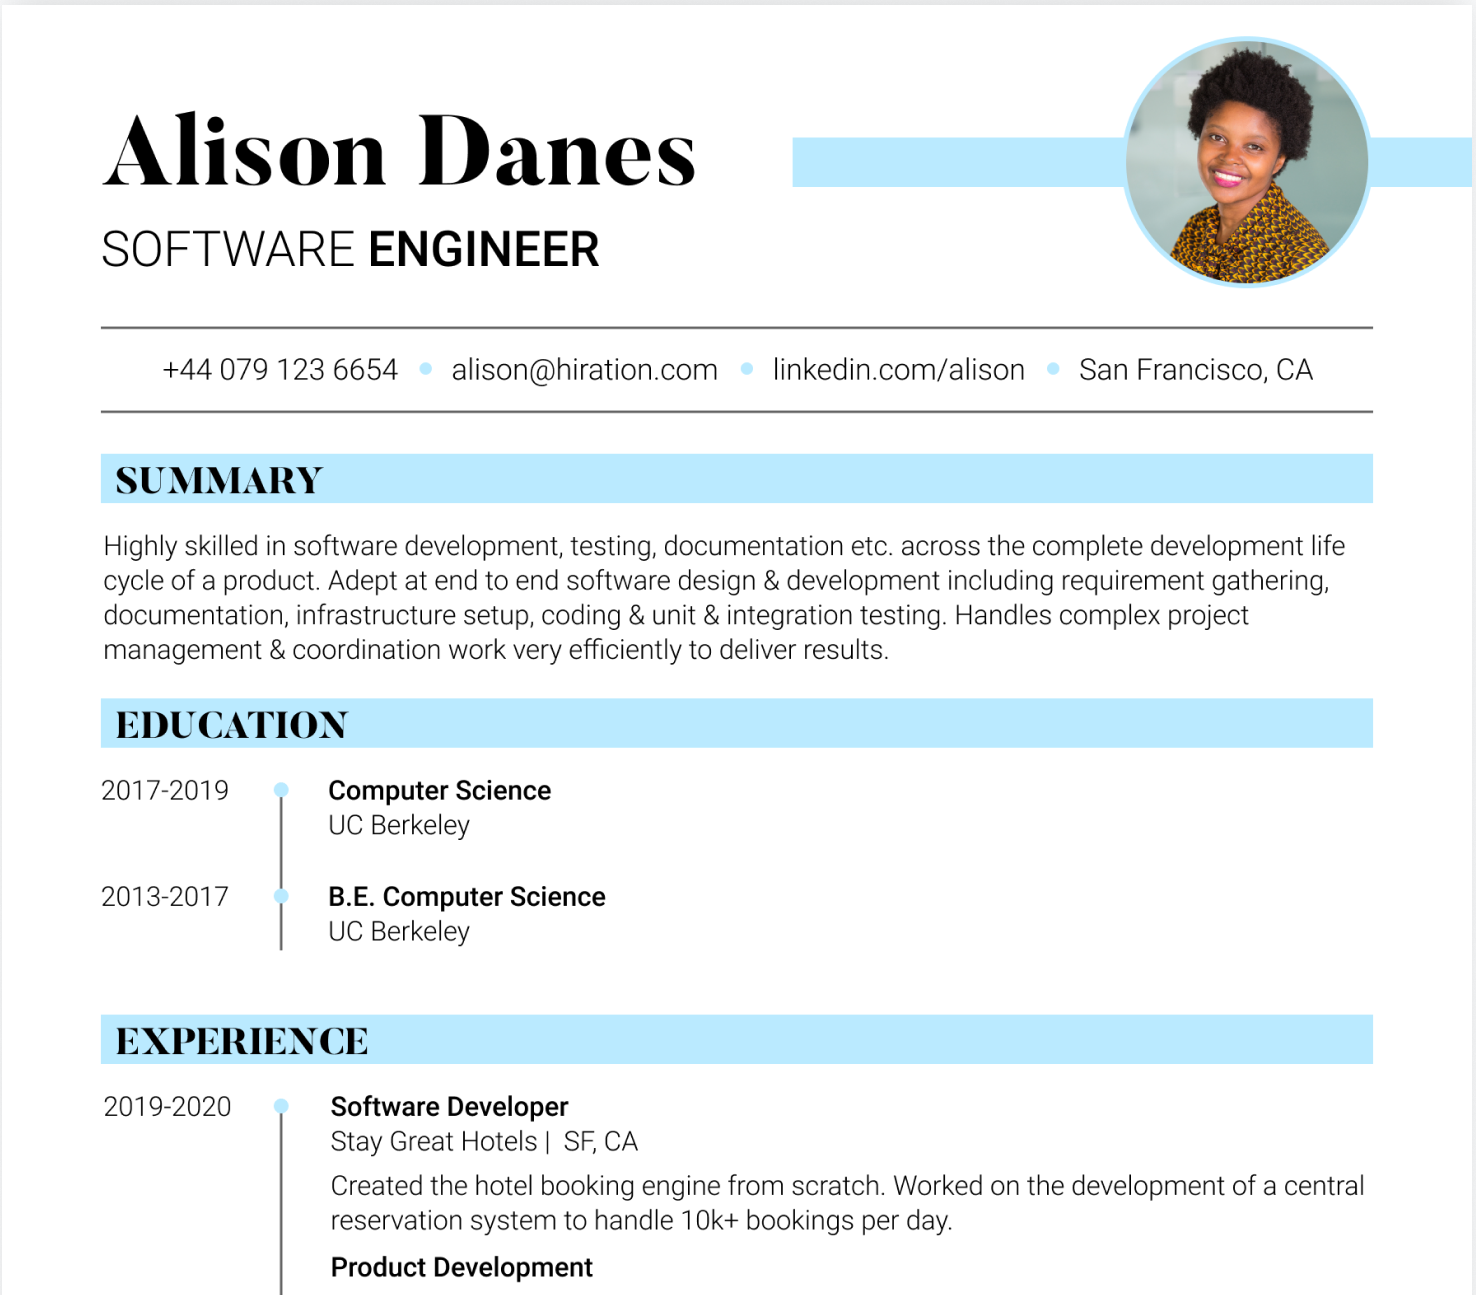 Alison Danes
SOFTWARE ENGINEER
+44 079 123 6654 • alison@hiration.com • linkedin.com/alison • San Francisco, CA
SUMMARY
Highly skilled in software development, testing, documentation etc. across the complete development life
cycle of a product. Adept at end to end software design & development including requirement gathering,
documentation, infrastructure setup, coding & unit & integration testing. Handles complex project
management & coordination work very efficiently to deliver results.
EDUCATION
2017-2019 Computer Science
UC Berkeley
2013-2017 B.E. Computer Science
UC Berkeley
EXPERIENCE
2019-2020 Software Developer
Stay Great Hotels | SF, CA
Created the hotel booking engine from scratch. Worked on the development of a central
reservation system to handle 10k+ bookings per day.
Product Development